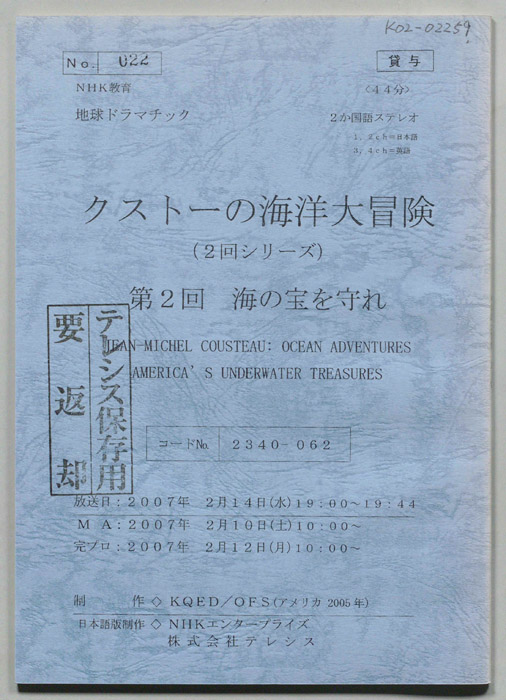 K02-02259
No. 022
貸与
NHK教育
<44分>
地球ドラマチック
2か国語ステレオ
1, 2ch=日本語
3, 4ch=英語
クストーの海洋大冒険
(2回シリーズ)
第2回 海の宝を守れ
JEAN-MICHEL COUSTEAU: OCEAN ADVENTURES
AMERICA'S UNDERWATER TREASURES
テレシス保存用
要返却
コードNo. 2340-062
放送日:2007年 2月14日(水)19:00~19:44
MA:2007年 2月10日(土)10:00~
完プロ:2007年 2月12日(月)10:00~
制 作◇ KQED/OFS(アメリカ 2005年)
日本語版制作◇ NHKエンタープライズ
株式会社テレシス